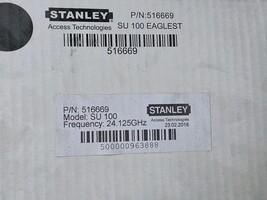 STANLEY P/N:516669
Access Technologies SU 100 EAGLEST
516669
P/N: 516669 STANLEY
Model: SU 100 Access Technologies
Frequency: 24.125GHz 23.02.2016
500000963888